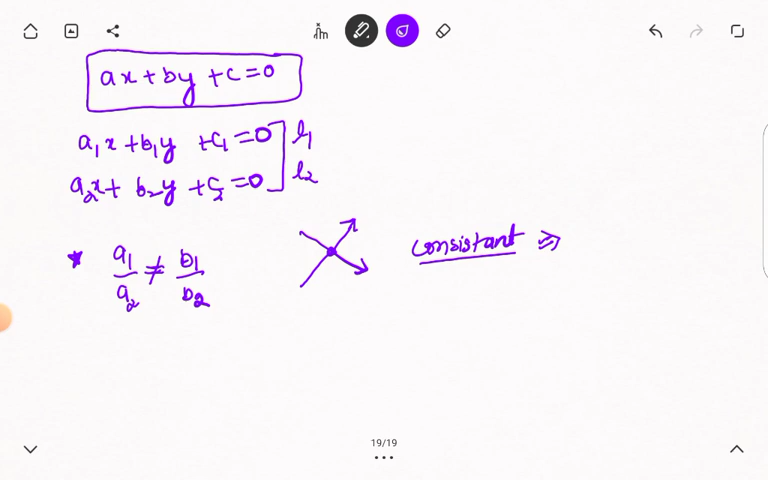 ax + by + c = 0
a₁x + b₁y + c₁ = 0 ] l₁
a₂x + b₂y + c₂ = 0 ] l₂
* a₁/a₂ ≠ b₁/b₂ consistant ⇒
19/19